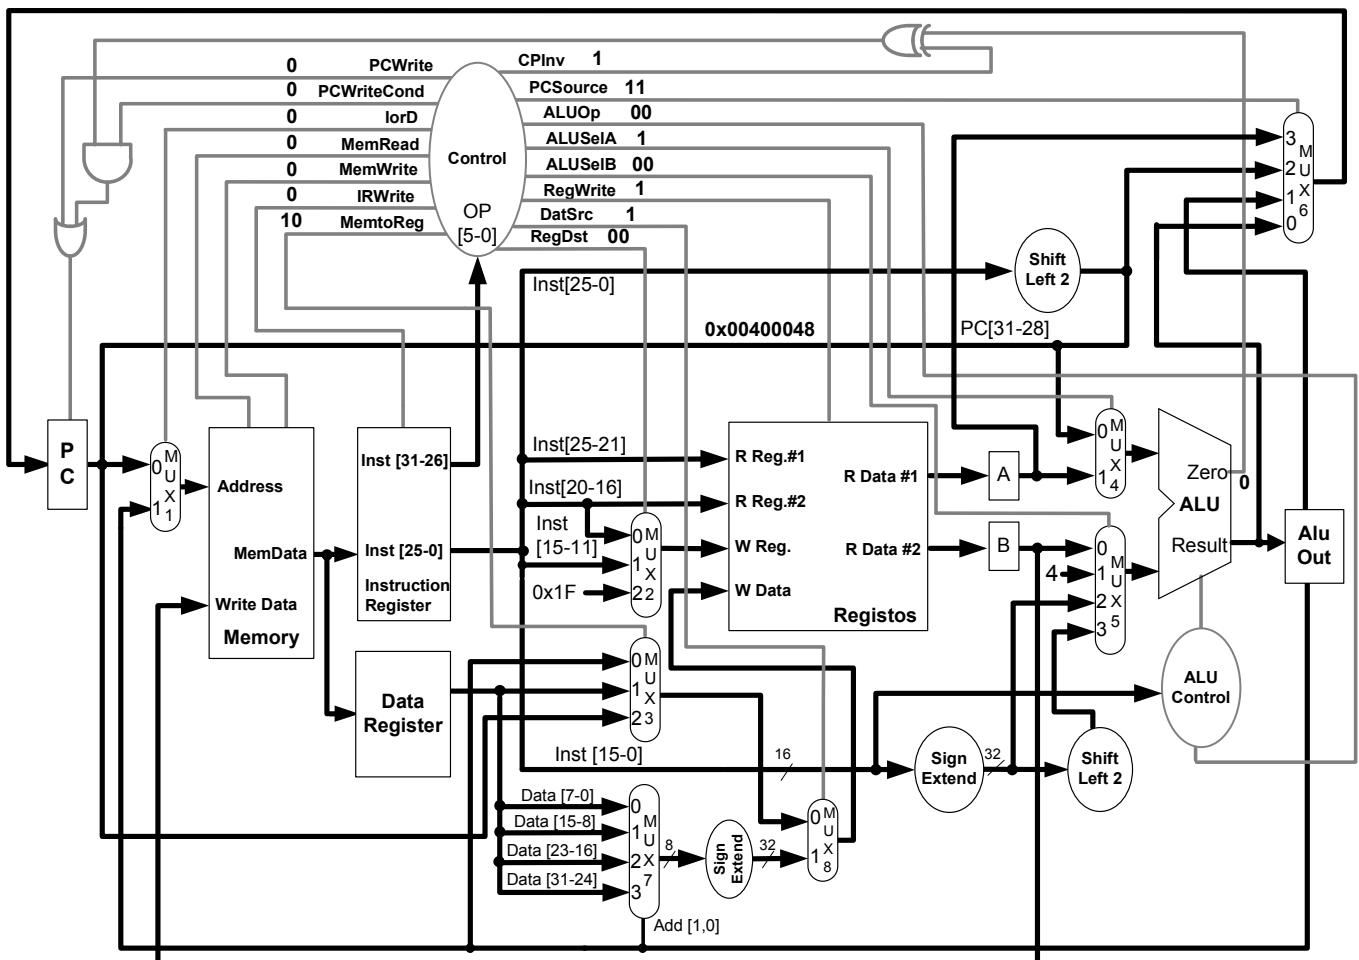 0 PCWrite
0 PCWriteCond
0 IorD
0 MemRead
0 MemWrite
0 IRWrite
10 MemtoReg
Control
OP
[5-0]
CPInv 1
PCSource 11
ALUOp 00
ALUSelA 1
ALUSelB 00
RegWrite 1
DatSrc 1
RegDst 00
3
2
1
0
M
U
X
6
Shift
Left 2
Inst[25-0]
0x00400048
PC[31-28]
P
C
0
1
M
U
X
1
Address
MemData
Write Data
Memory
Inst [31-26]
Inst [25-0]
Instruction
Register
Data
Register
Inst[25-21]
Inst[20-16]
Inst
[15-11]
0x1F
0
1
2
M
U
X
2
R Reg.#1
R Reg.#2
W Reg.
W Data
R Data #1
R Data #2
Registos
A
B
0
1
M
U
X
4
4
0
1
2
3
M
U
X
5
Zero
0
ALU
Result
Alu
Out
ALU
Control
0
1
2
M
U
X
3
Inst [15-0]
16
Sign
Extend
32
Shift
Left 2
Data [7-0]
Data [15-8]
Data [23-16]
Data [31-24]
0
1
2
3
M
U
X
7
8
Sign
Extend
32
0
1
M
U
X
8
Add [1,0]